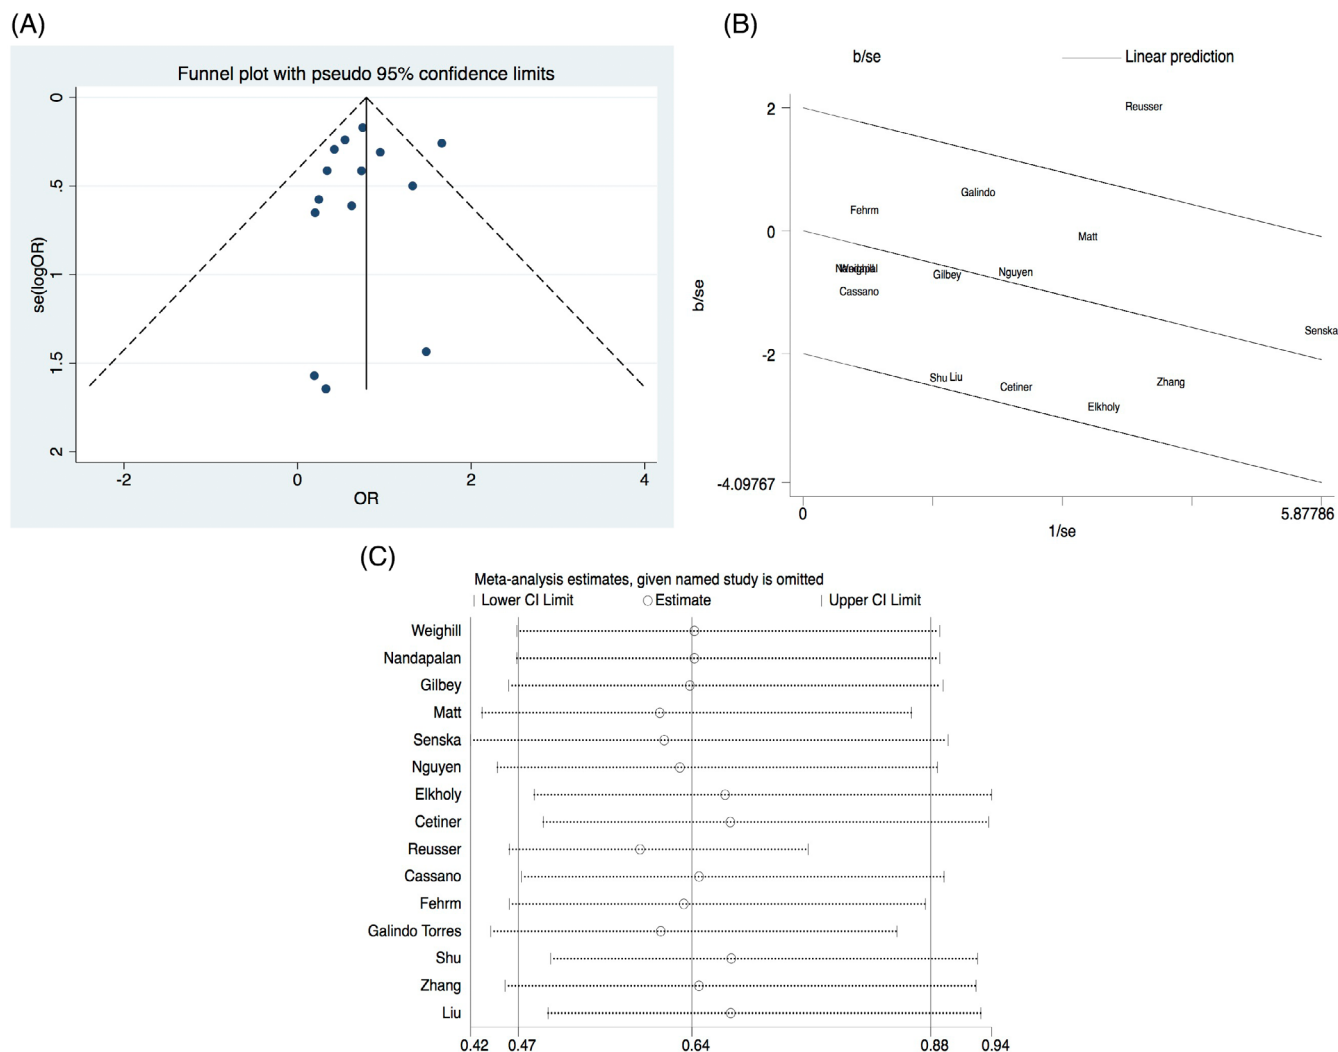 (A)
Funnel plot with pseudo 95% confidence limits
se(logOR)
0
.5
1
1.5
2
-2
0
2
4
OR
(B)
b/se
Linear prediction
b/se
2
0
-2
-4.09767
Reusser
Galindo
Fehrm
Matt
Gilbey
Nguyen
Cassano
Senska
Shu
Liu
Cetiner
Zhang
Elkholy
0
5.87786
1/se
(C)
Meta-analysis estimates, given named study is omitted
Lower CI Limit
Estimate
Upper CI Limit
Weighill
Nandapalan
Gilbey
Matt
Senska
Nguyen
Elkholy
Cetiner
Reusser
Cassano
Fehrm
Galindo Torres
Shu
Zhang
Liu
0.42
0.47
0.64
0.88
0.94